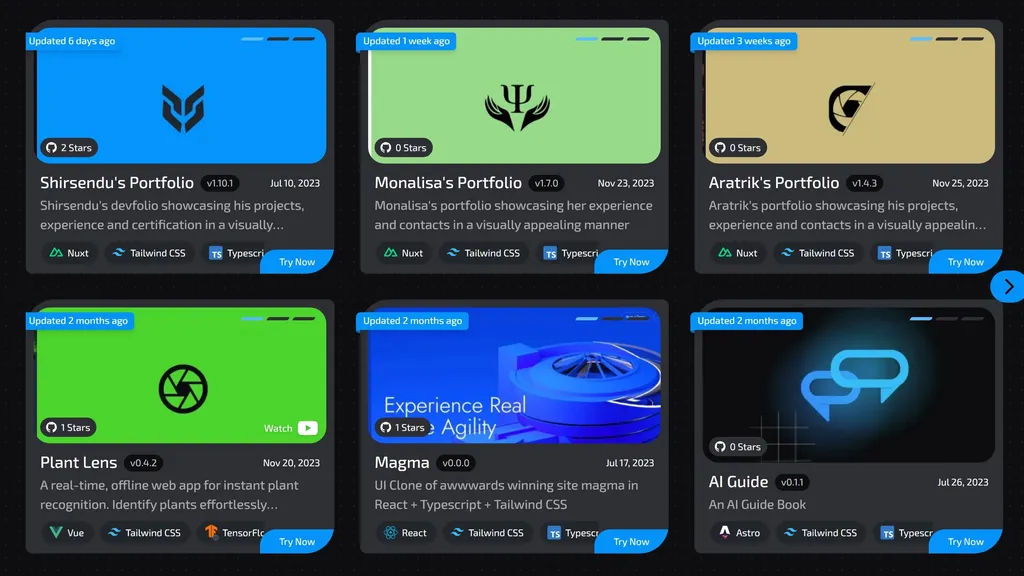 Updated 6 days ago
2 Stars
Shirsendu's Portfolio v1.10.1 Jul 10, 2023
Shirsendu's devfolio showcasing his projects,
experience and certification in a visually…
Nuxt Tailwind CSS TS Typescri
Try Now
Updated 1 week ago
Ψ
0 Stars
Monalisa's Portfolio v1.7.0 Nov 23, 2023
Monalisa's portfolio showcasing her experience
and contacts in a visually appealing manner
Nuxt Tailwind CSS TS Typescri
Try Now
Updated 3 weeks ago
0 Stars
Aratrik's Portfolio v1.4.3 Nov 25, 2023
Aratrik's portfolio showcasing his projects,
experience and contacts in a visually appealin…
Nuxt Tailwind CSS TS Typescri
Try Now
Updated 2 months ago
1 Stars
Watch
Plant Lens v0.4.2 Nov 20, 2023
A real-time, offline web app for instant plant
recognition. Identify plants effortlessly…
Vue Tailwind CSS TensorFlo
Try Now
Updated 2 months ago
Experience Real
Agility
1 Stars
Magma v0.0.0 Jul 17, 2023
UI Clone of awwwards winning site magma in
React + Typescript + Tailwind CSS
React Tailwind CSS TS Typesc
Try Now
Updated 2 months ago
0 Stars
AI Guide v0.1.1 Jul 26, 2023
An AI Guide Book
Astro Tailwind CSS TS Typesc
Try Now